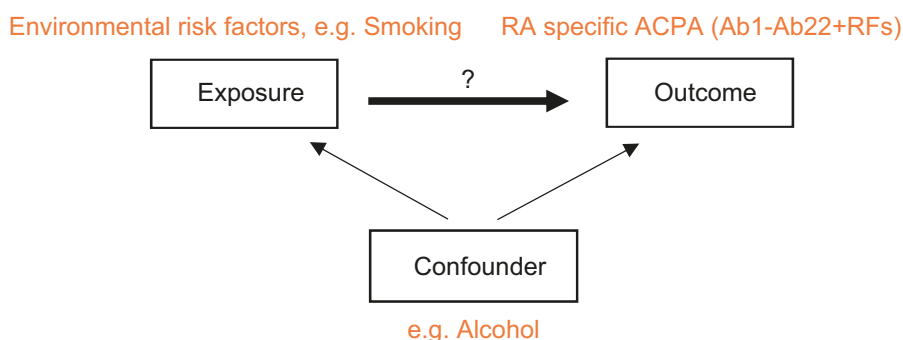 Environmental risk factors, e.g. Smoking RA specific ACPA (Ab1-Ab22+RFs)
?
Exposure Outcome
Confounder
e.g. Alcohol